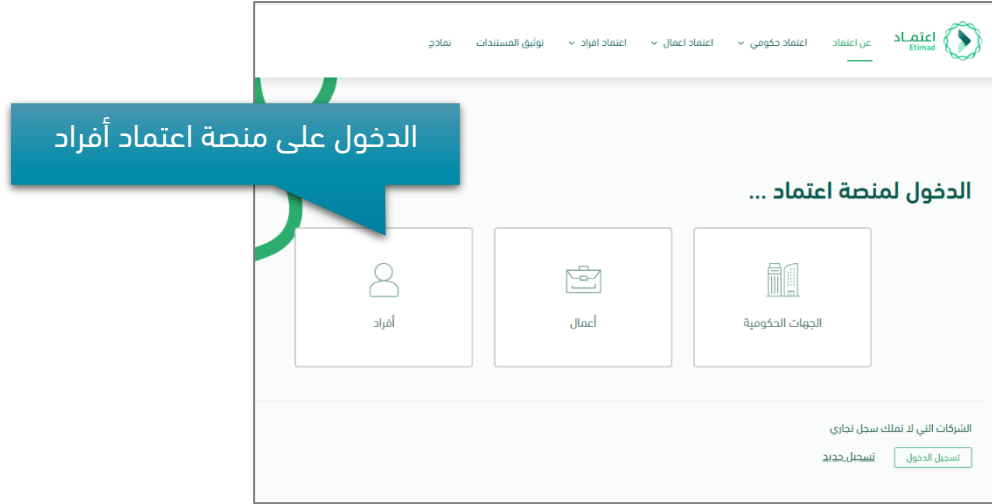 اعتمـاد
Etimad
عن اعتماد
اعتماد حكومي
اعتماد اعمال
اعتماد افراد
توثيق المستندات
نماذج
الدخول على منصة اعتماد أفراد
الدخول لمنصة اعتماد ...
الجهات الحكومية
أعمال
أفراد
الشركات التي لا تملك سجل تجاري
تسجيل الدخول
تسجيل جديد